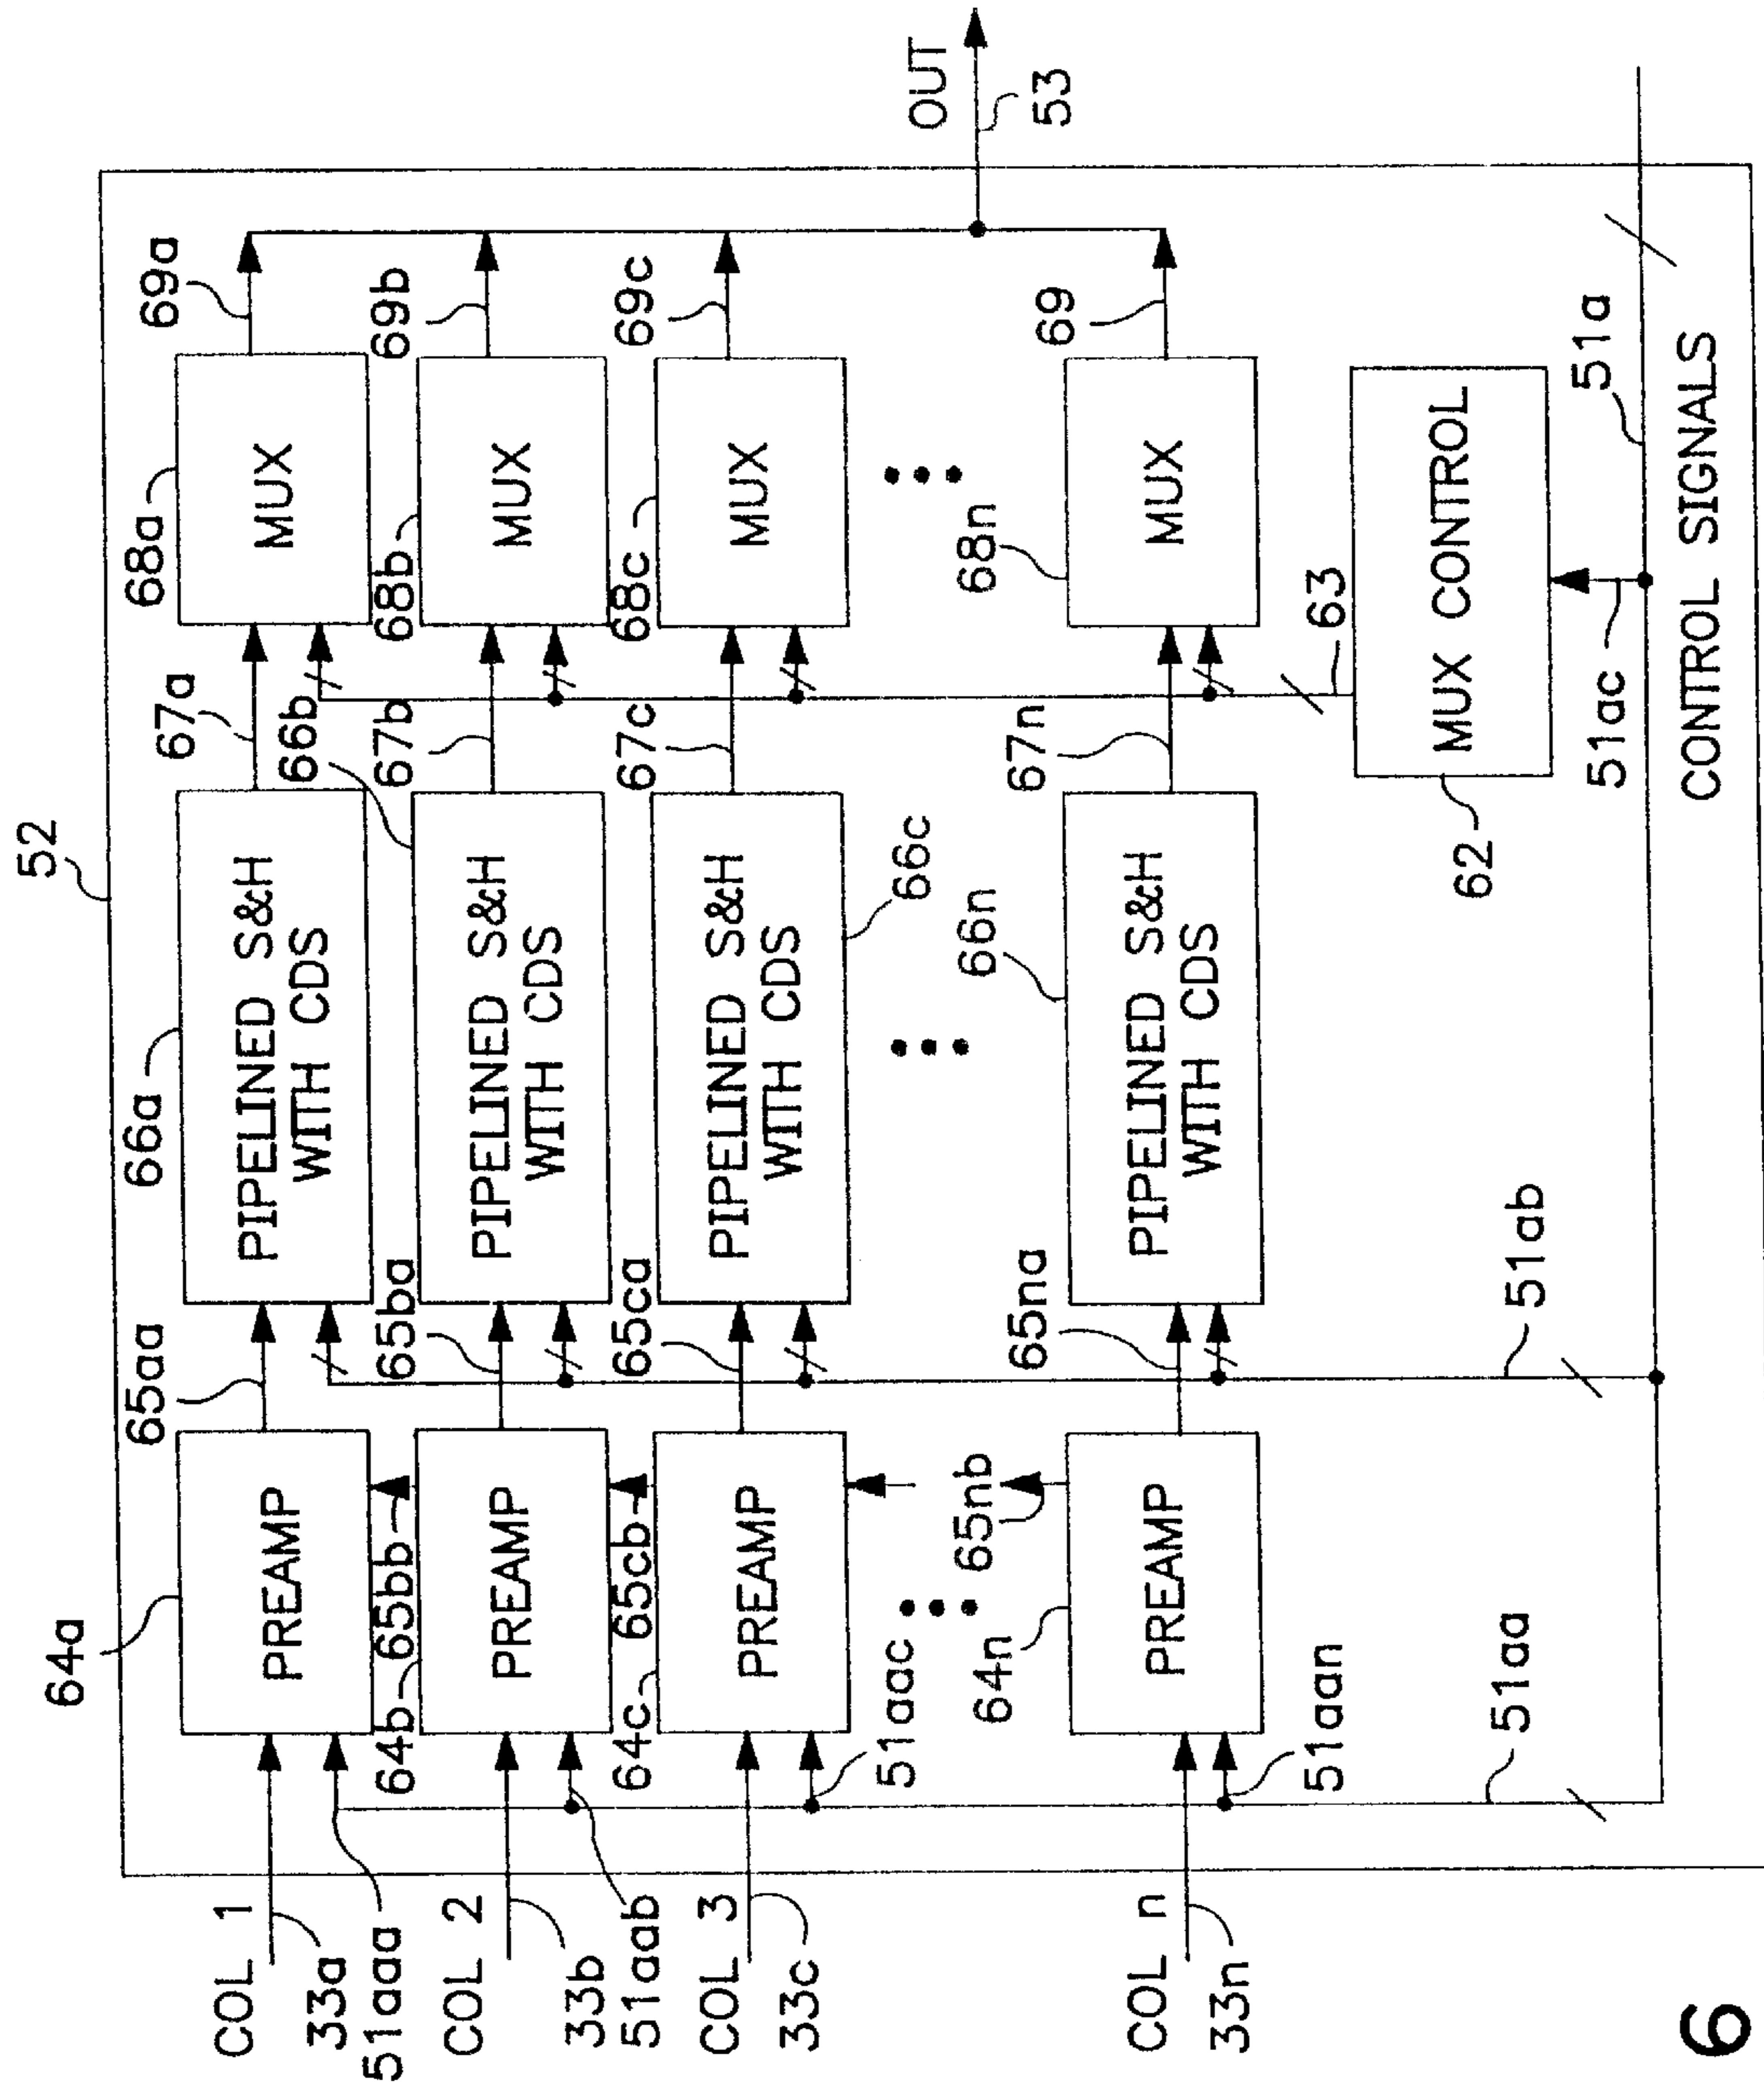 52
64a
65aa
66a
67a
68a
69a
COL 1
33a
51aaa
PREAMP
PIPELINED S&H
WITH CDS
MUX
65bb
65ba
66b
67b
68b
69b
COL 2
33b
51aab
64b
PREAMP
PIPELINED S&H
WITH CDS
MUX
65cb
65ca
66c
67c
68c
69c
COL 3
33c
51aac
64c
PREAMP
PIPELINED S&H
WITH CDS
MUX
OUT
53
65nb
64n
65na
66n
67n
68n
69
COL n
33n
51aan
PREAMP
PIPELINED S&H
WITH CDS
MUX
63
MUX CONTROL
62
51aa
51ab
51ac
51a
CONTROL SIGNALS
6